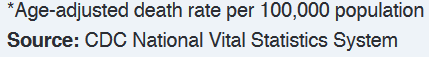 *Age-adjusted death rate per 100,000 population
Source: CDC National Vital Statistics System